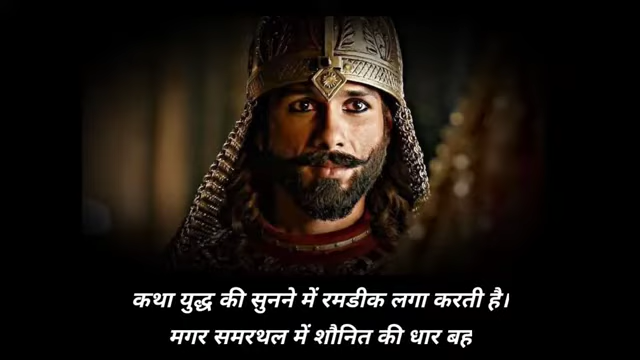 कथा युद्ध की सुनने में रमडीक लगा करती है।
मगर समरथल में शौनित की धार बह